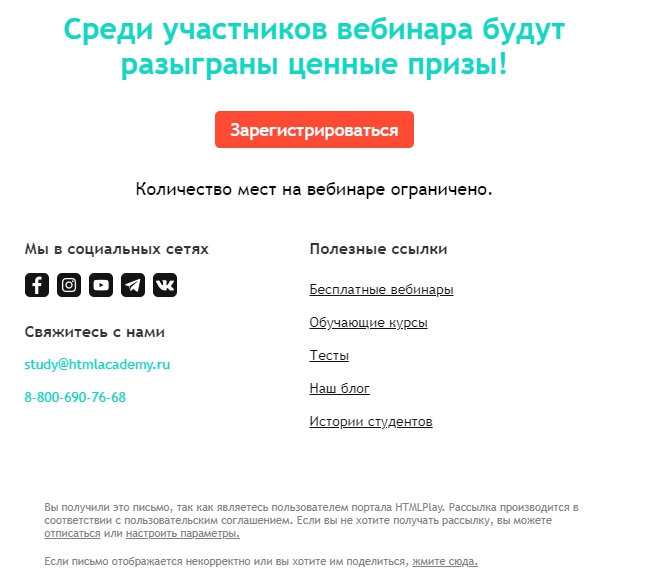 Среди участников вебинара будут
разыграны ценные призы!
Зарегистрироваться
Количество мест на вебинаре ограничено.
Мы в социальных сетях
Свяжитесь с нами
study@htmlacademy.ru
8-800-690-76-68
Полезные ссылки
Бесплатные вебинары
Обучающие курсы
Тесты
Наш блог
Истории студентов
Вы получили это письмо, так как являетесь пользователем портала HTMLPlay. Рассылка производится в
соответствии с пользовательским соглашением. Если вы не хотите получать рассылку, вы можете
отписаться или настроить параметры.
Если письмо отображается некорректно или вы хотите им поделиться, жмите сюда.